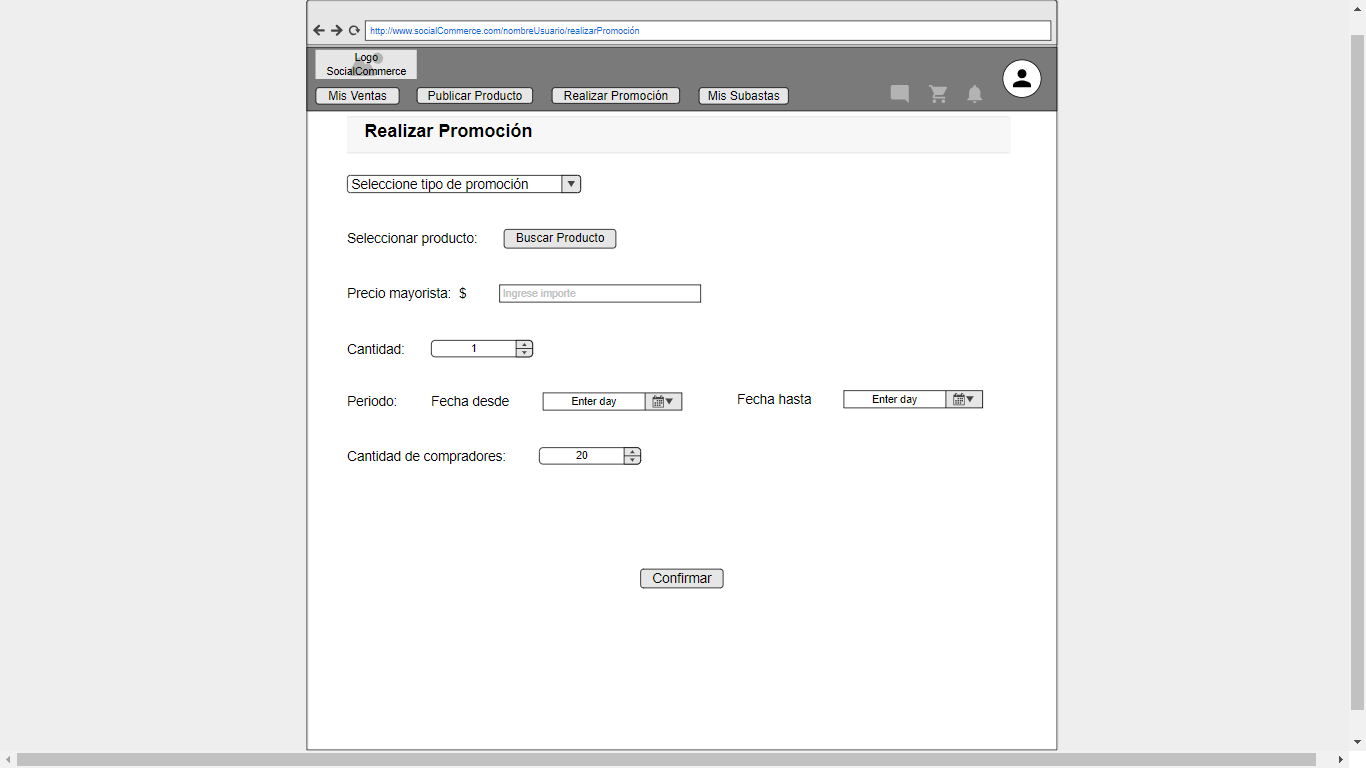 http://www.socialCommerce.com/nombreUsuario/realizarPromoción
Logo
SocialCommerce
Mis Ventas Publicar Producto Realizar Promoción Mis Subastas
Realizar Promoción
Seleccione tipo de promoción
Seleccionar producto: Buscar Producto
Precio mayorista: $ Ingrese importe
Cantidad: 1
Periodo: Fecha desde Enter day Fecha hasta Enter day
Cantidad de compradores: 20
Confirmar